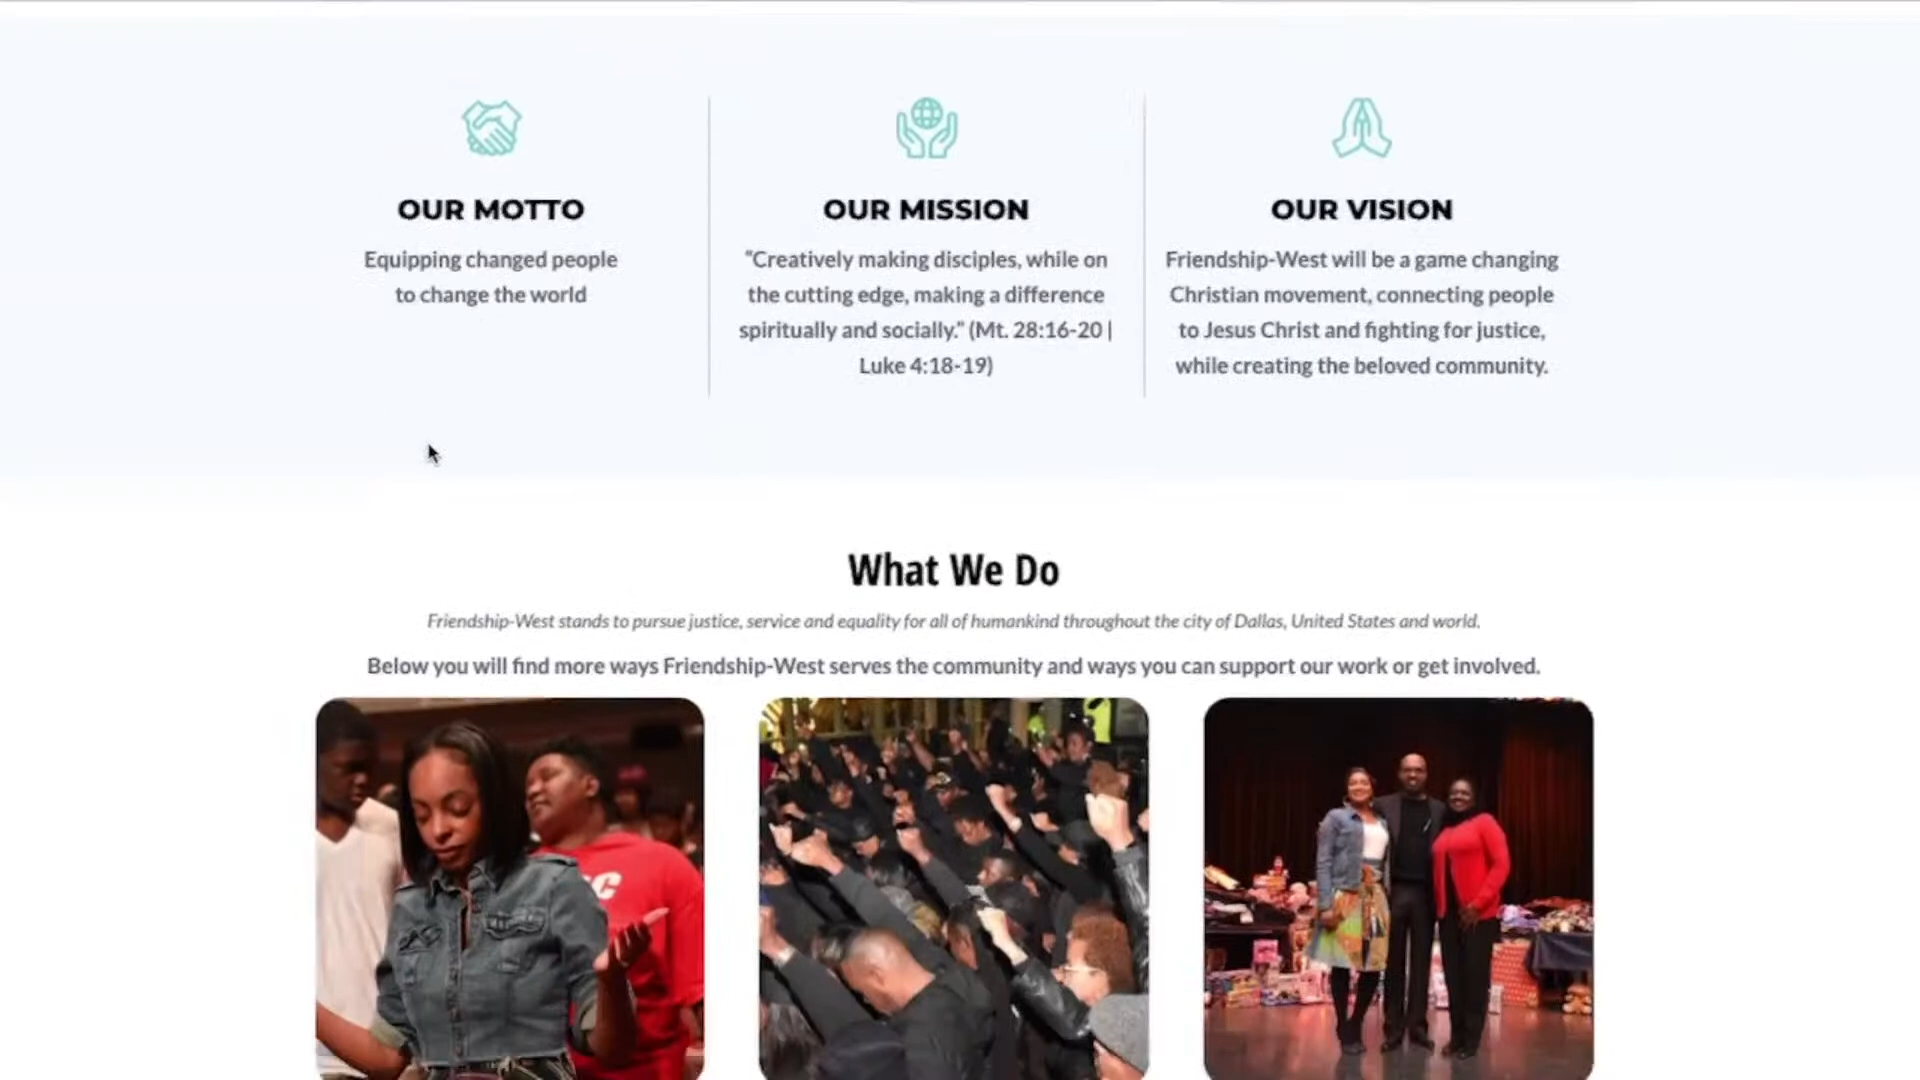 OUR MOTTO
Equipping changed people
to change the world
OUR MISSION
"Creatively making disciples, while on
the cutting edge, making a difference
spiritually and socially." (Mt. 28:16-20 |
Luke 4:18-19)
OUR VISION
Friendship-West will be a game changing
Christian movement, connecting people
to Jesus Christ and fighting for justice,
while creating the beloved community.
What We Do
Friendship-West stands to pursue justice, service and equality for all of humankind throughout the city of Dallas, United States and world.
Below you will find more ways Friendship-West serves the community and ways you can support our work or get involved.